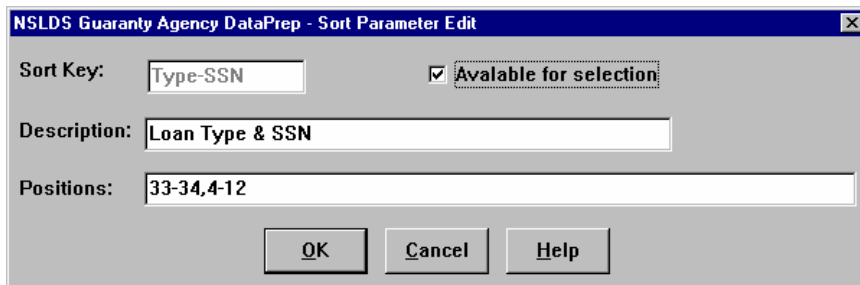 NSLDS Guaranty Agency DataPrep - Sort Parameter Edit
Sort Key: Type-SSN Avalable for selection
Description: Loan Type & SSN
Positions: 33-34,4-12
OK Cancel Help